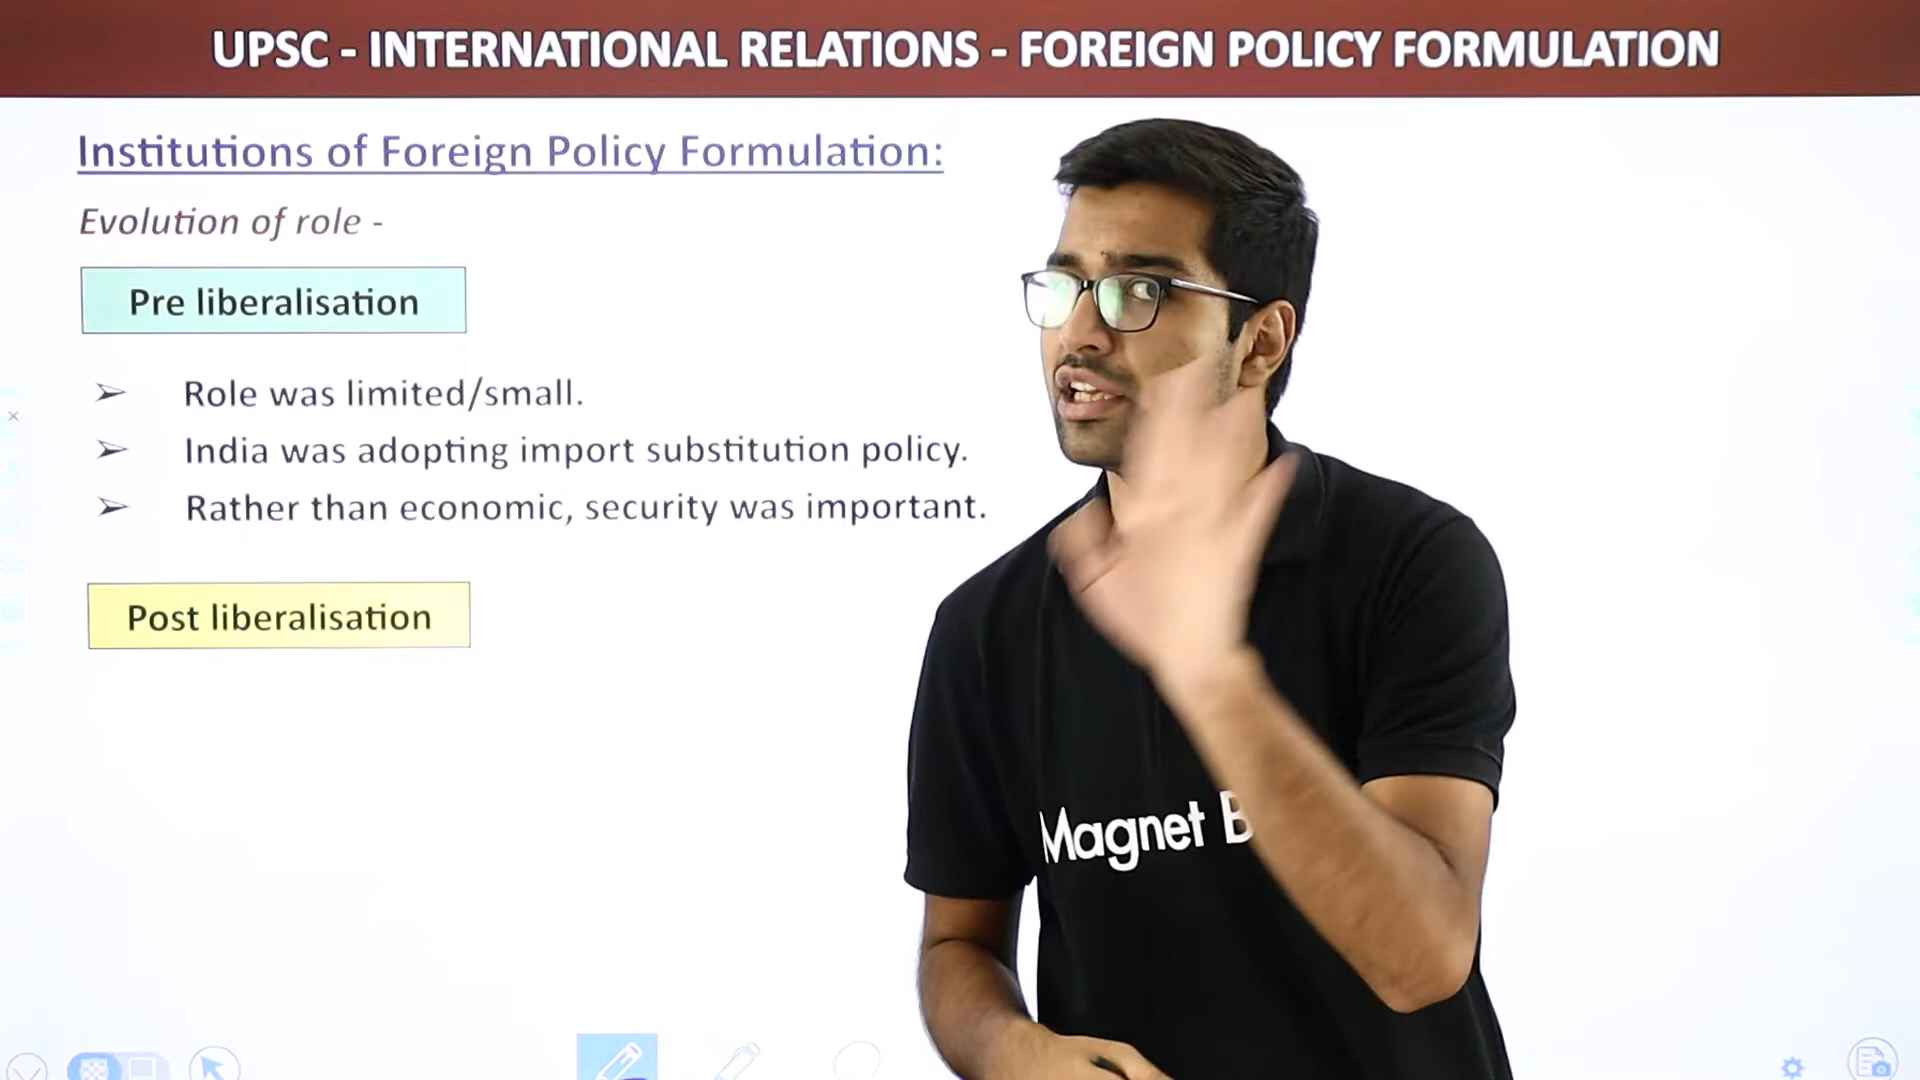 UPSC - INTERNATIONAL RELATIONS - FOREIGN POLICY FORMULATION
Institutions of Foreign Policy Formulation:
Evolution of role -
Pre liberalisation
➢ Role was limited/small.
➢ India was adopting import substitution policy.
➢ Rather than economic, security was important.
Post liberalisation
Magnet B